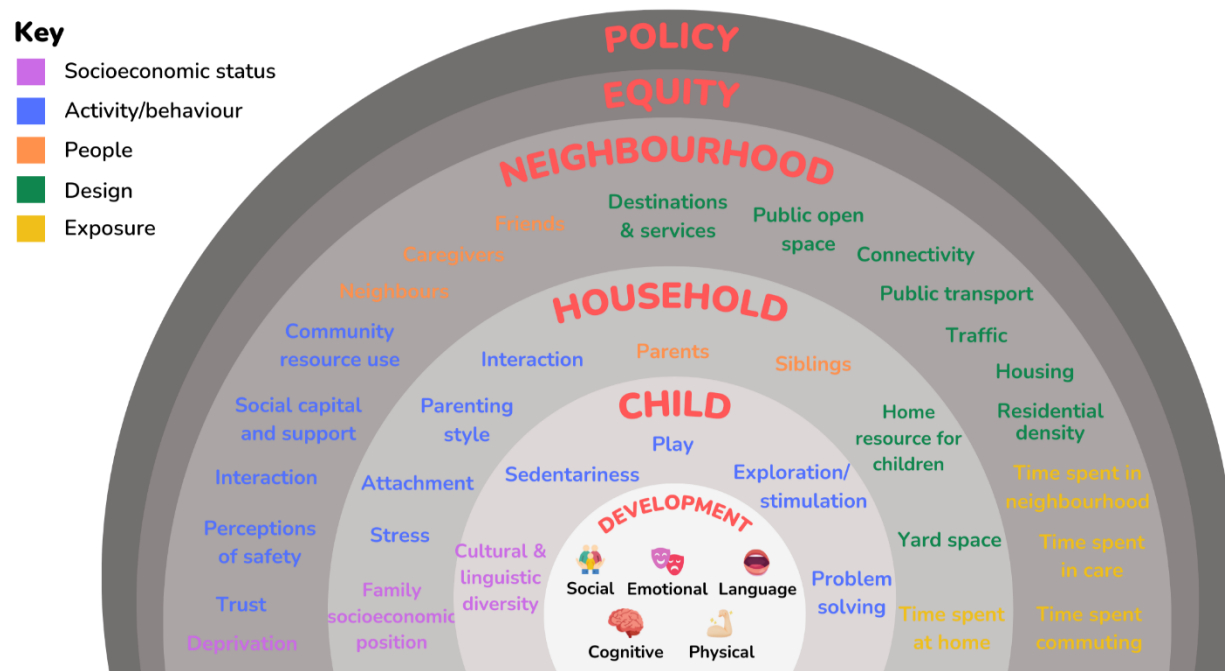 Key
Socioeconomic status
Activity/behaviour
People
Design
Exposure
POLICY
EQUITY
NEIGHBOURHOOD
Destinations
& services
Public open
space
Connectivity
Public transport
Traffic
Housing
Residential
density
Time spent in
neighbourhood
Time spent
in care
Time spent
commuting
Friends
Caregivers
Neighbours
Community
resource use
Social capital
and support
Interaction
Perceptions
of safety
Trust
Deprivation
HOUSEHOLD
Parents
Siblings
Interaction
Parenting
style
Attachment
Stress
Family
socioeconomic
position
Home
resource for
children
Yard space
Time spent
at home
CHILD
Play
Sedentariness
Exploration/
stimulation
Cultural &
linguistic
diversity
Problem
solving
DEVELOPMENT
Social
Emotional
Language
Cognitive
Physical